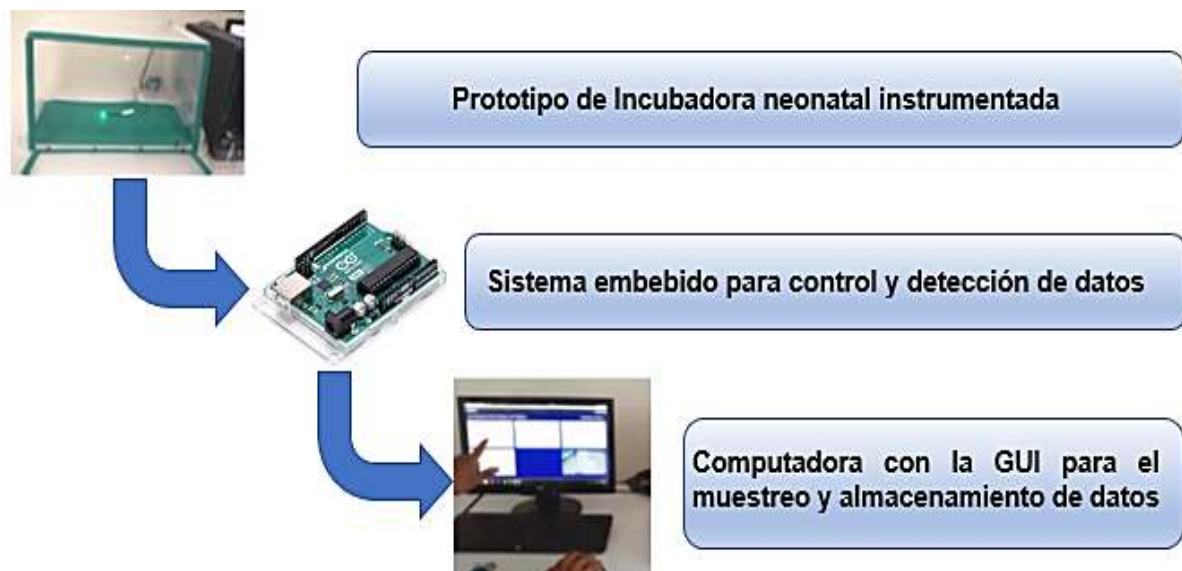 Prototipo de Incubadora neonatal instrumentada
Sistema embebido para control y detección de datos
Computadora con la GUI para el
muestreo y almacenamiento de datos